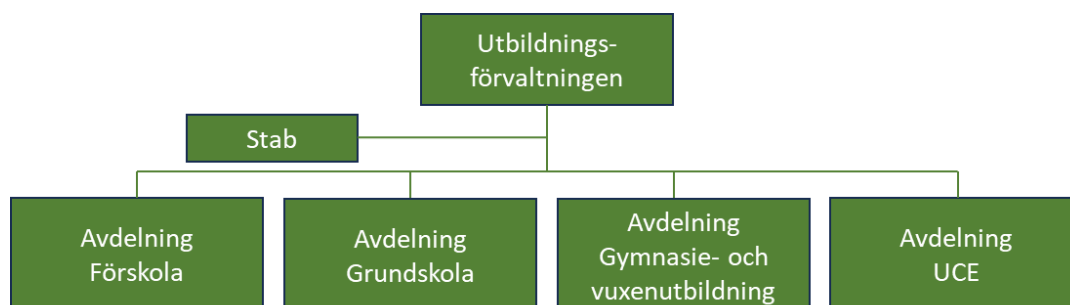 Utbildnings-
förvaltningen
Stab
Avdelning
Förskola
Avdelning
Grundskola
Avdelning
Gymnasie- och
vuxenutbildning
Avdelning
UCE